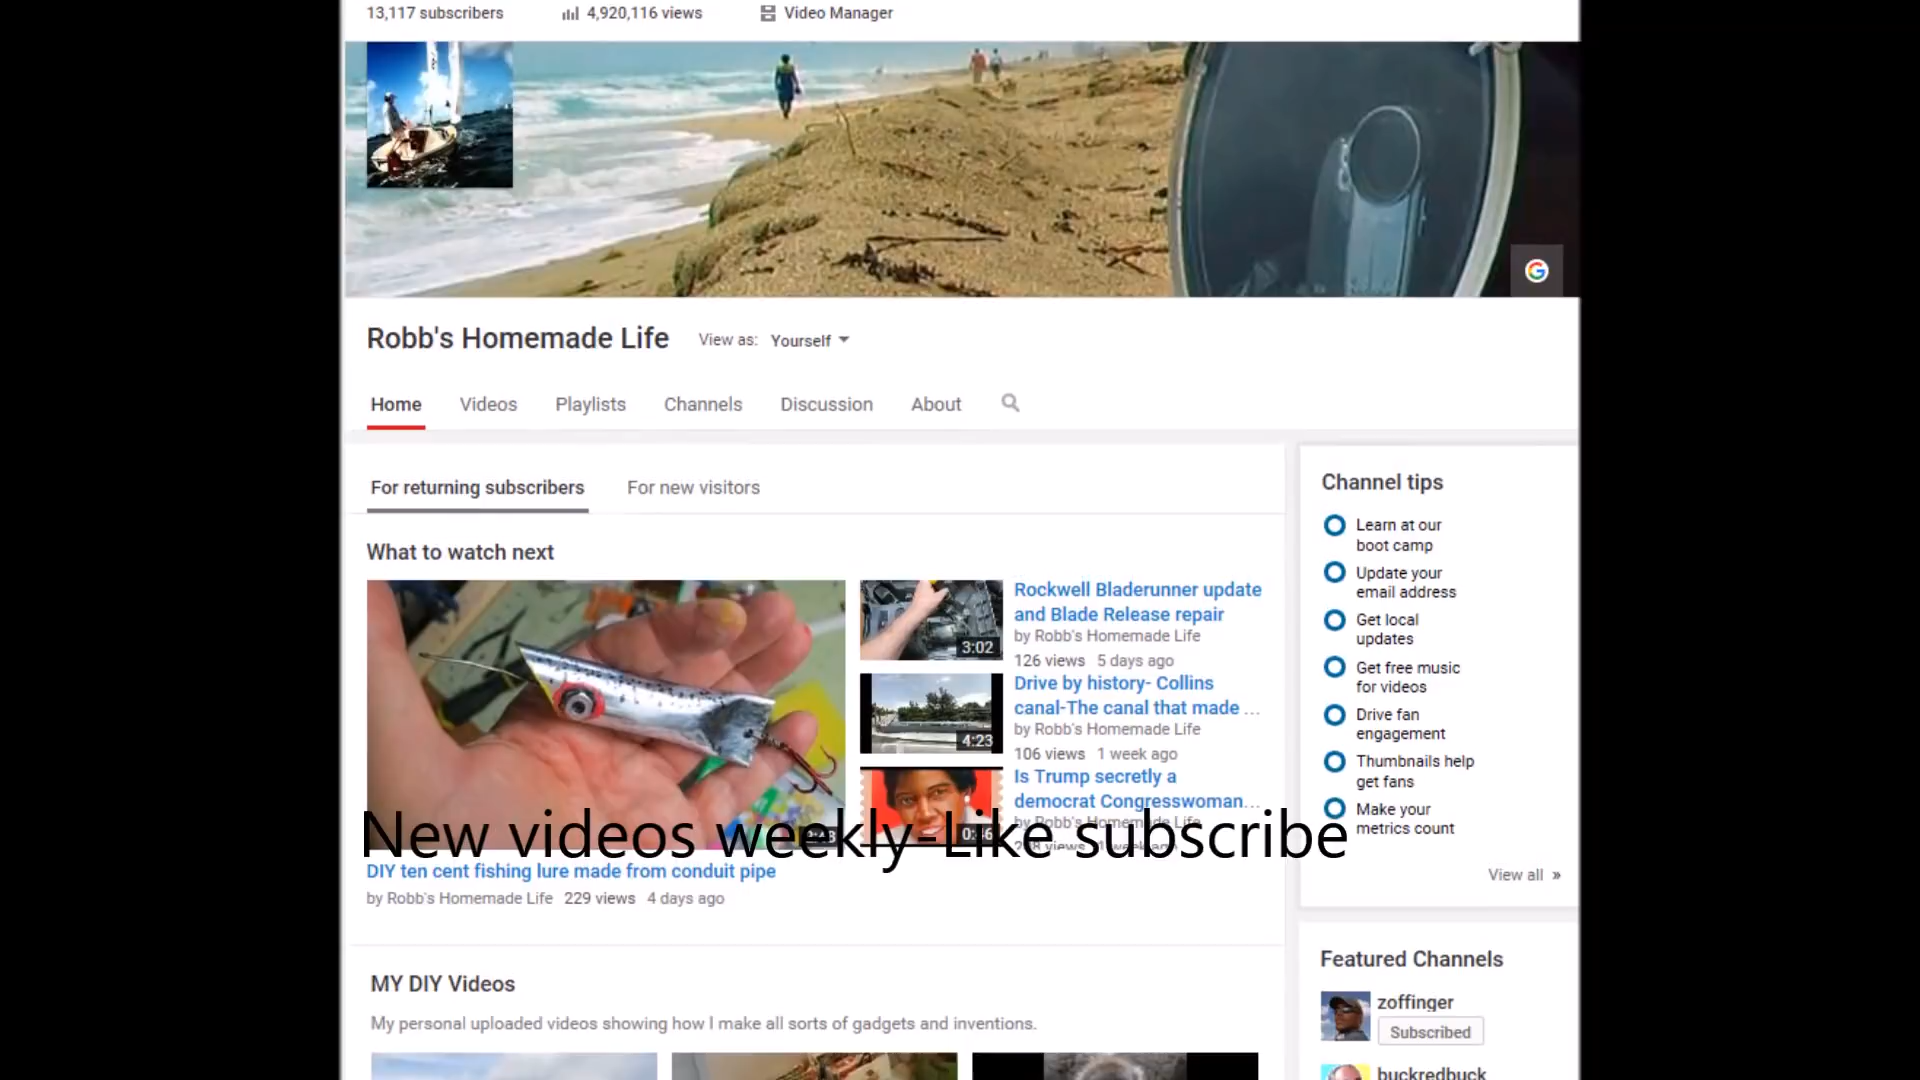 13,117 subscribers
4,920,116 views
Video Manager
Robb's Homemade Life
View as: Yourself
Home
Videos
Playlists
Channels
Discussion
About
For returning subscribers
For new visitors
What to watch next
Rockwell Bladerunner update
and Blade Release repair
by Robb's Homemade Life
126 views 5 days ago
3:02
Drive by history- Collins
canal-The canal that made ...
by Robb's Homemade Life
106 views 1 week ago
4:23
Is Trump secretly a
democrat Congresswoman...
by Robb's Homemade Life
0:46
New videos weekly-Like subscribe
DIY ten cent fishing lure made from conduit pipe
by Robb's Homemade Life 229 views 4 days ago
MY DIY Videos
My personal uploaded videos showing how I make all sorts of gadgets and inventions.
Channel tips
Learn at our
boot camp
Update your
email address
Get local
updates
Get free music
for videos
Drive fan
engagement
Thumbnails help
get fans
Make your
metrics count
View all »
Featured Channels
zoffinger
Subscribed
buckredbuck